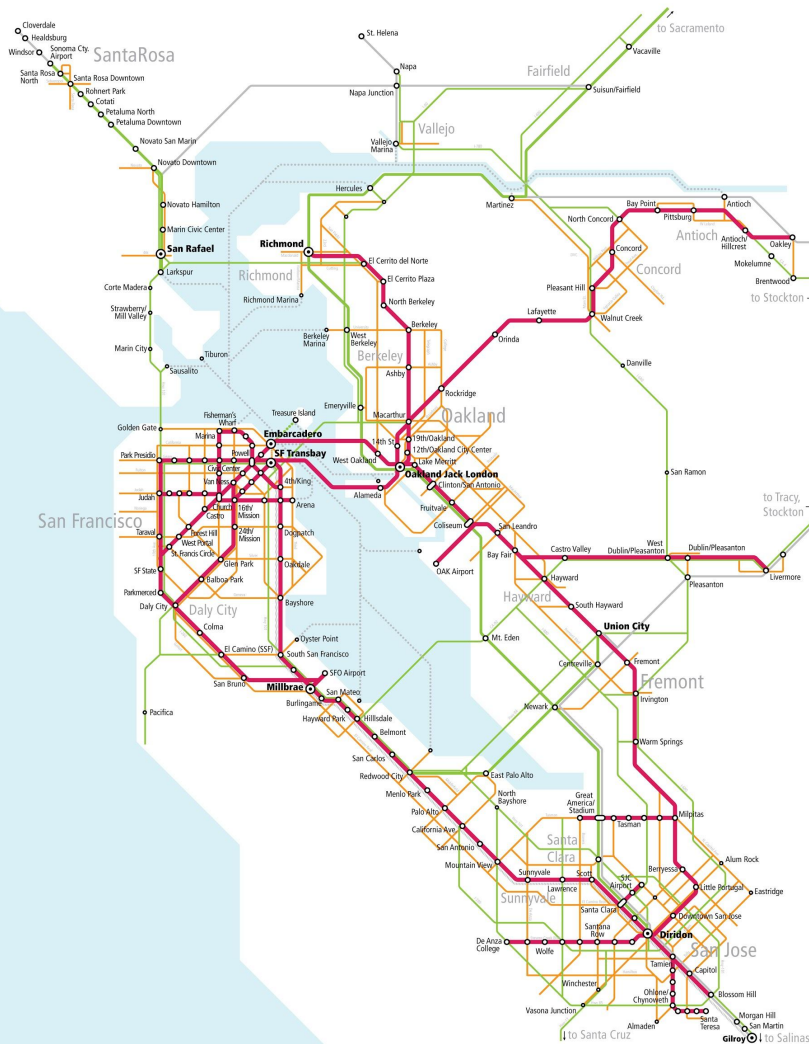 Cloverdale
Healdsburg
Windsor
Sonoma Cty.
Airport
SantaRosa
Santa Rosa
North
Santa Rosa Downtown
Rohnert Park
Cotati
Petaluma North
Petaluma Downtown
Novato San Marin
Novato Downtown
Novato Hamilton
Marin Civic Center
San Rafael
Larkspur
Corte Madera
Strawberry/
Mill Valley
Marin City
Sausalito
Tiburon
St. Helena
Napa
Napa Junction
Vallejo
Vallejo
Marina
Fairfield
to Sacramento
Vacaville
Suisun/Fairfield
Hercules
Martinez
Richmond
Richmond
Richmond Marina
El Cerrito del Norte
El Cerrito Plaza
North Berkeley
Berkeley
Berkeley
Marina
West
Berkeley
Berkeley
Ashby
Emeryville
Macarthur
Rockridge
Orinda
Lafayette
Walnut Creek
Pleasant Hill
Concord
Concord
North Concord
Bay Point
Pittsburg
Antioch
Antioch
Antioch/
Hillcrest
Oakley
Mokelumne
Brentwood
to Stockton
Danville
San Ramon
Oakland
19th/Oakland
12th/Oakland City Center
14th St
Lake Merritt
West Oakland
Oakland Jack London
Clinton/San Antonio
Alameda
Fruitvale
Coliseum
OAK Airport
San Leandro
Bay Fair
Castro Valley
West
Dublin/Pleasanton
Dublin/Pleasanton
Livermore
Pleasanton
to Tracy,
Stockton
Hayward
Hayward
South Hayward
Mt. Eden
Union City
Centreville
Fremont
Fremont
Irvington
Newark
Warm Springs
Treasure Island
Embarcadero
SF Transbay
Golden Gate
Fisherman's
Wharf
Marina
Powell
Park Presidio
Civic Center
Van Ness
4th/King
Judah
Church
Castro
16th/
Mission
Arena
San Francisco
Taraval
Forest Hill
West Portal
St. Francis Circle
24th/
Mission
Dogpatch
Glen Park
SF State
Balboa Park
Oakdale
Parkmerced
Bayshore
Daly City
Daly City
Colma
El Camino (SSF)
Oyster Point
South San Francisco
San Bruno
SFO Airport
Millbrae
Burlingame
San Mateo
Hayward Park
Hilllsdale
Belmont
San Carlos
Pacifica
Redwood City
East Palo Alto
Menlo Park
North
Bayshore
Palo Alto
California Ave.
San Antonio
Mountain View
Sunnyvale
Sunnyvale
Lawrence
Great
America/
Stadium
Tasman
Milpitas
Santa
Clara
Scott
SJC
Airport
Santa Clara
Berryessa
Alum Rock
Little Portugal
Eastridge
Downtown San Jose
Santana
Row
De Anza
College
Wolfe
Diridon
San Jose
Tamien
Capitol
Winchester
Ohlone/
Chynoweth
Blossom Hill
Vasona Junction
Almaden
Santa
Teresa
Morgan Hill
San Martin
Gilroy
to Santa Cruz
to Salinas